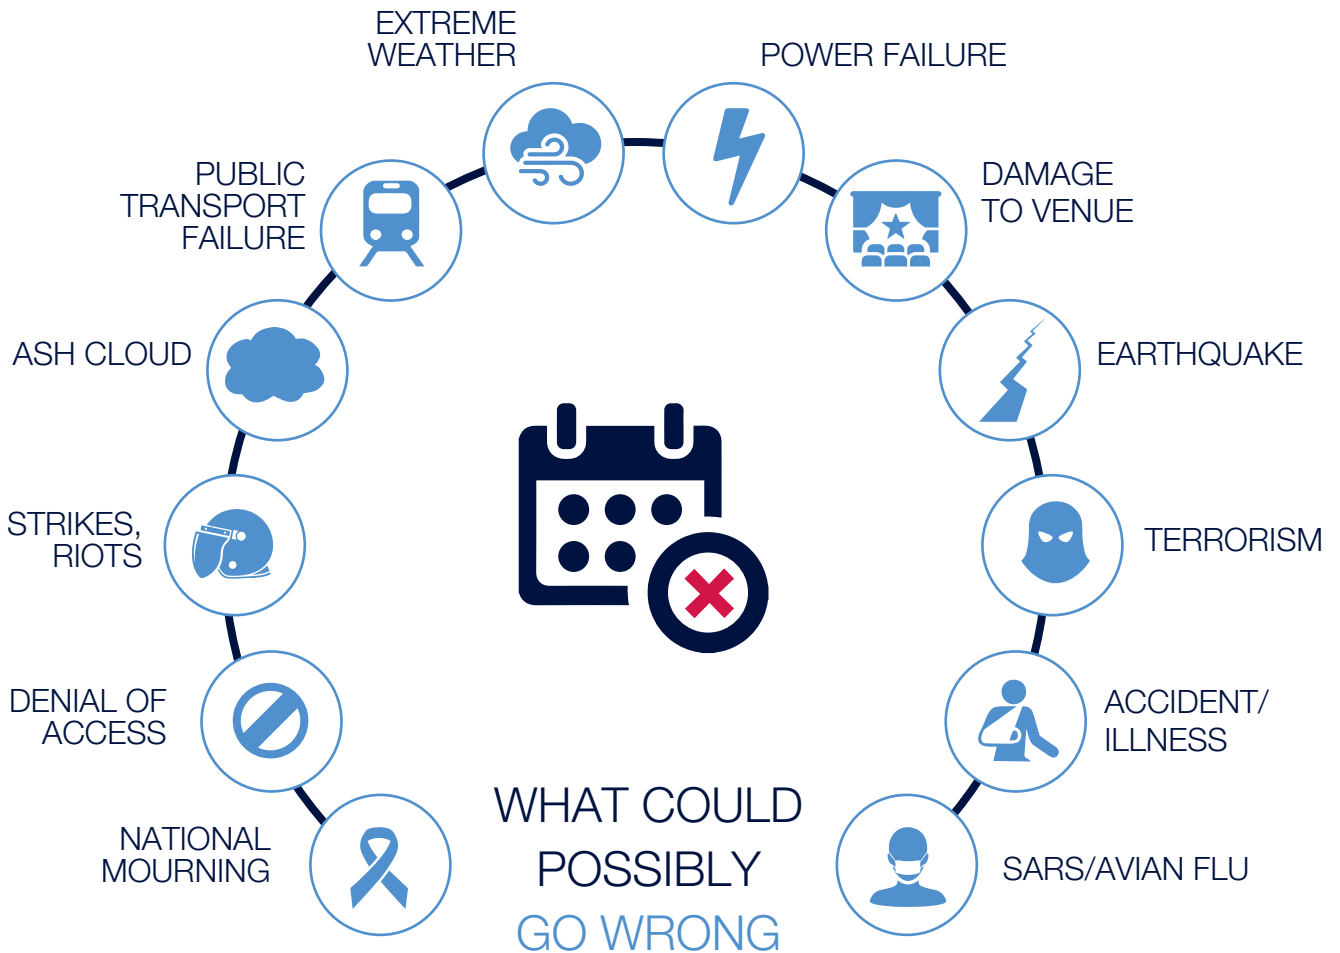 EXTREME
WEATHER
POWER FAILURE
PUBLIC
TRANSPORT
FAILURE
DAMAGE
TO VENUE
ASH CLOUD
EARTHQUAKE
STRIKES,
RIOTS
TERRORISM
DENIAL OF
ACCESS
ACCIDENT/
ILLNESS
NATIONAL
MOURNING
SARS/AVIAN FLU
WHAT COULD
POSSIBLY
GO WRONG